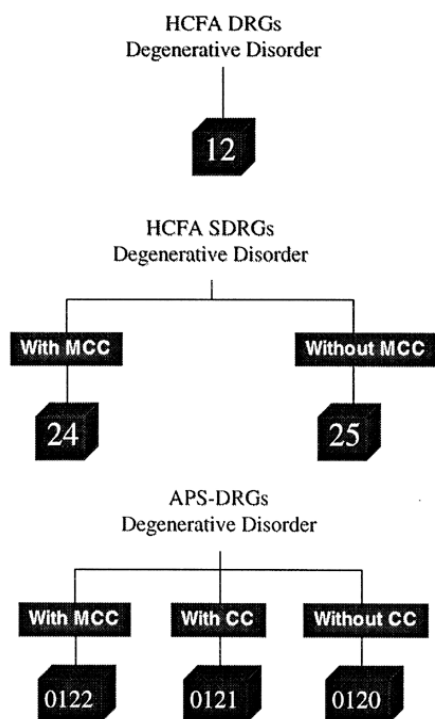 HCFA DRGs
Degenerative Disorder
12
HCFA SDRGs
Degenerative Disorder
With MCC
Without MCC
24
25
APS-DRGs
Degenerative Disorder
With MCC
With CC
Without CC
0122
0121
0120